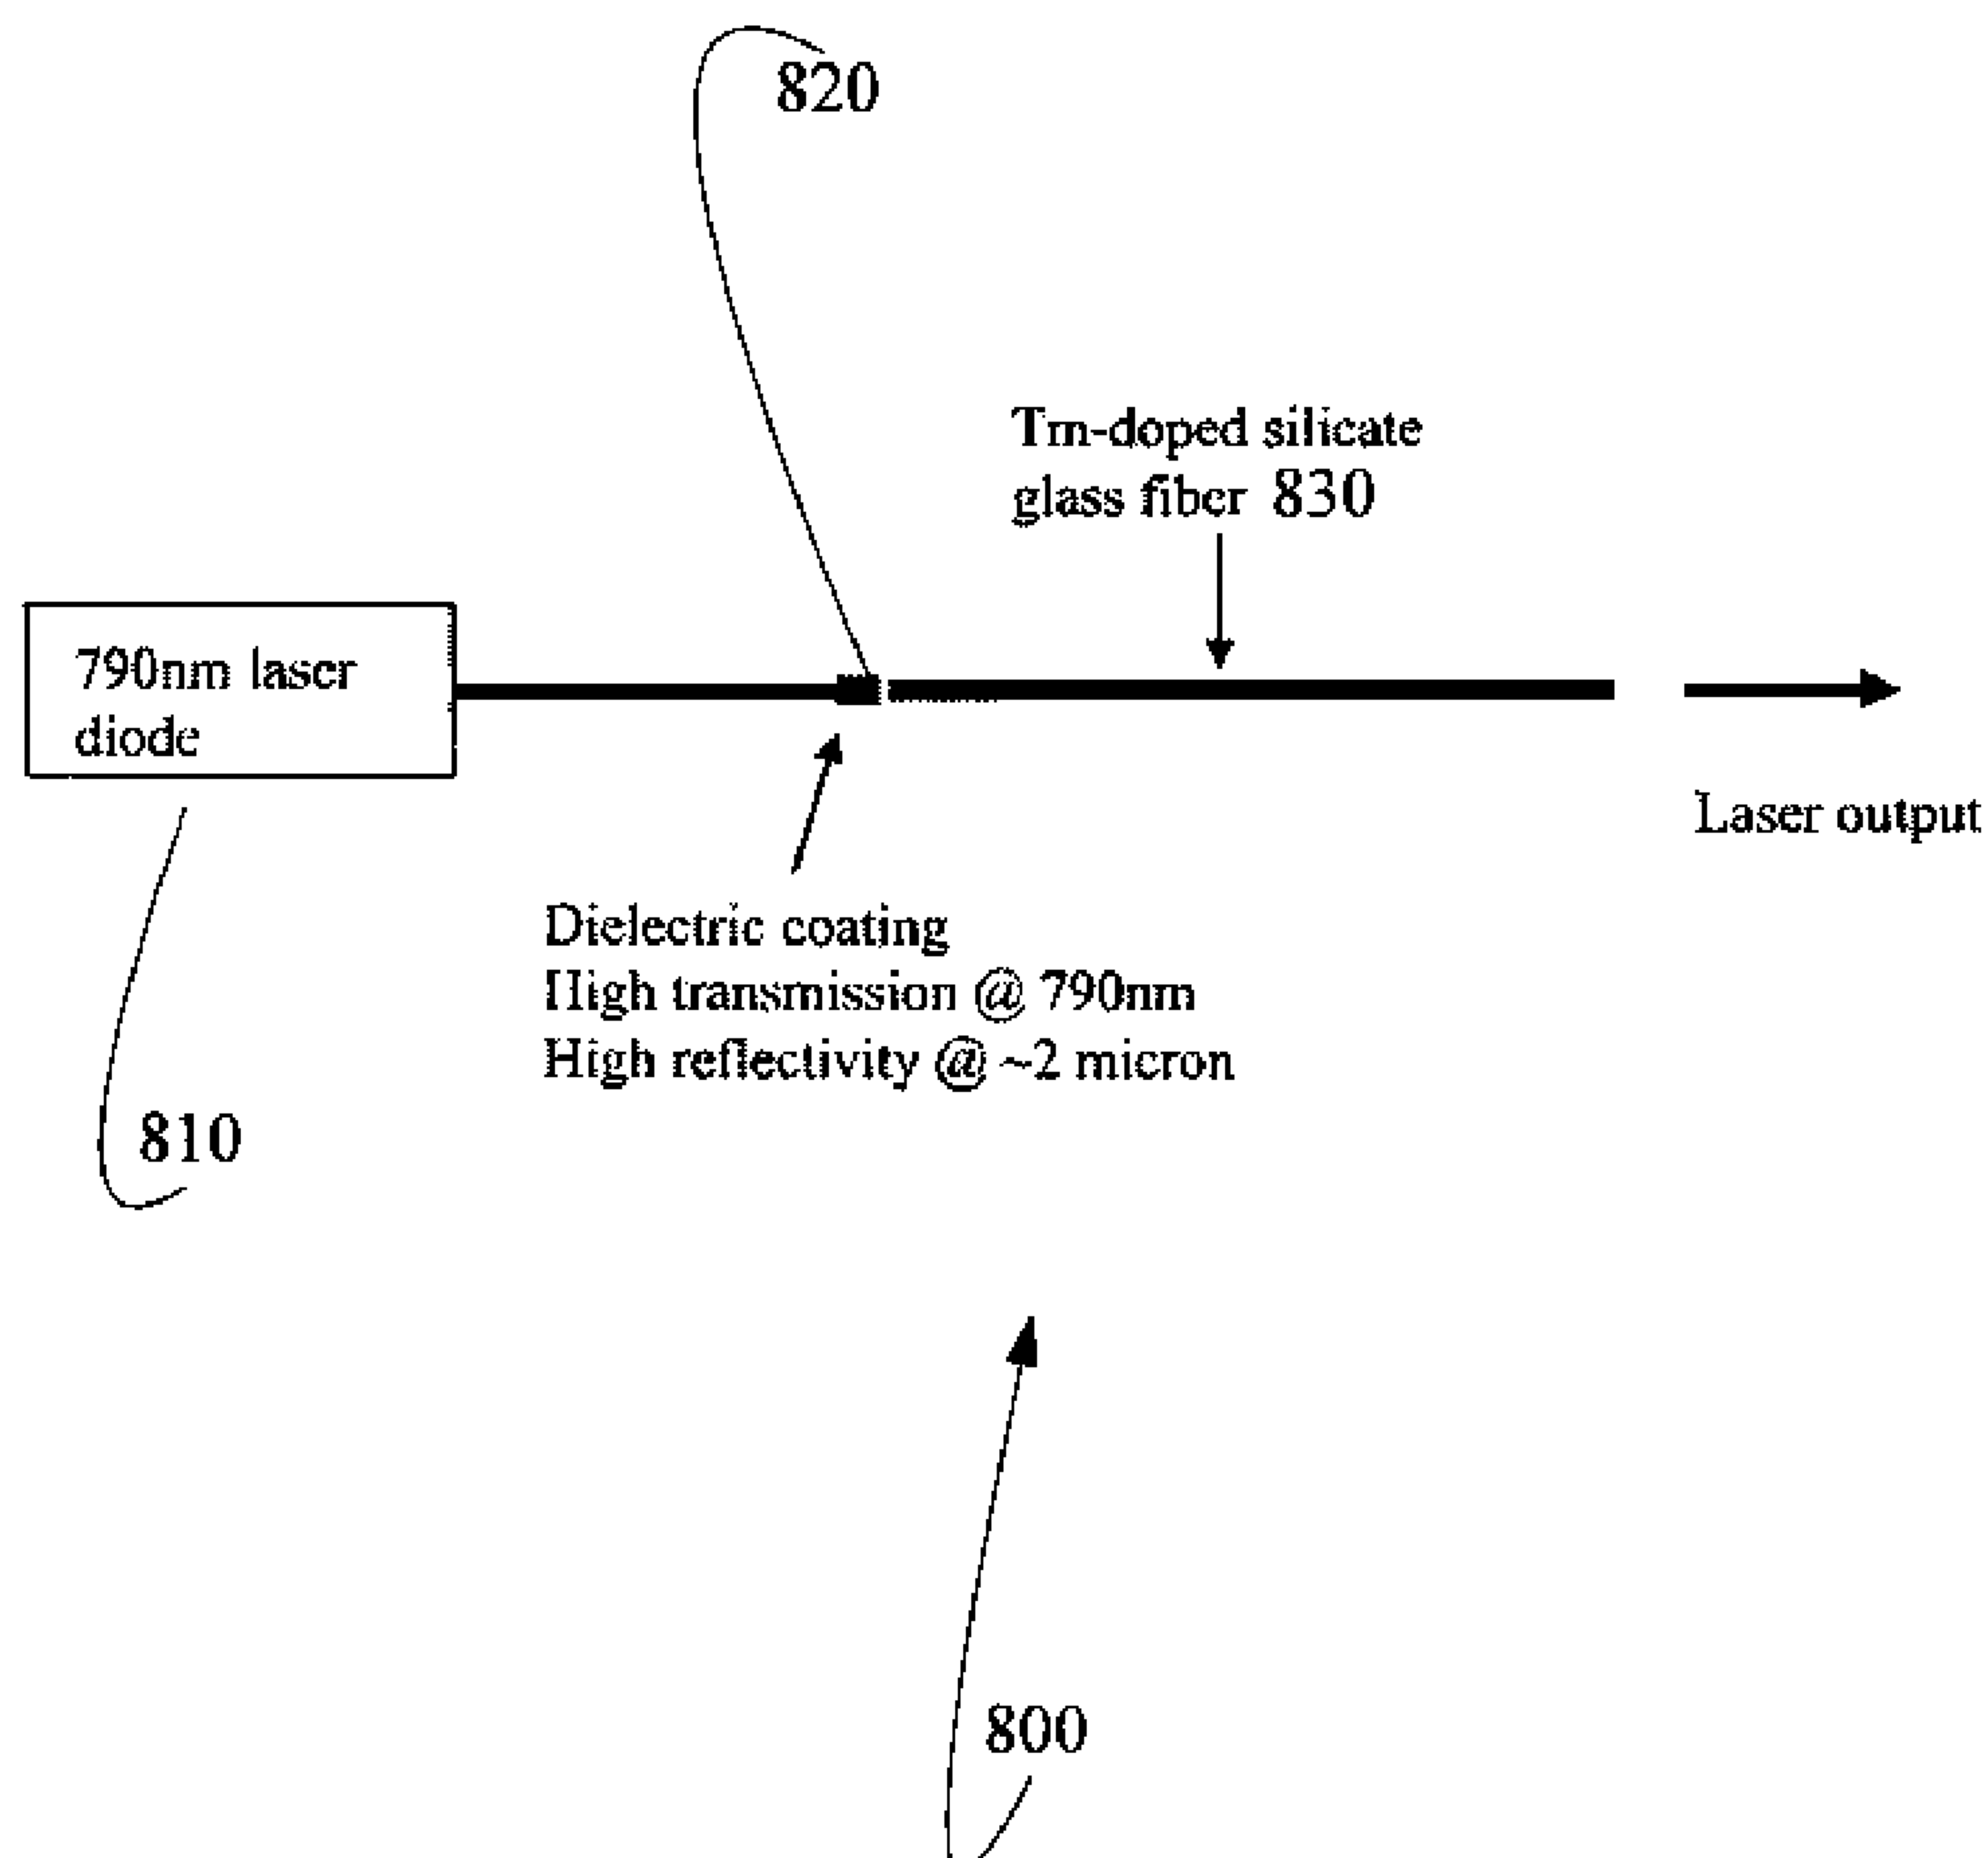 820
Tm-doped silicate
glass fiber 830
790nm laser
diode
Laser output
Dielectric coating
High transmission @ 790nm
High reflectivity @ ~2 micron
810
800